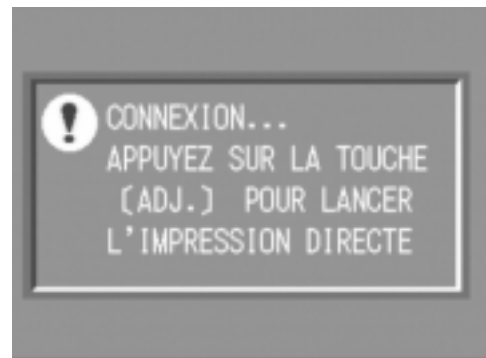 CONNEXION...
APPUYEZ SUR LA TOUCHE
[ADJ.] POUR LANCER
L'IMPRESSION DIRECTE